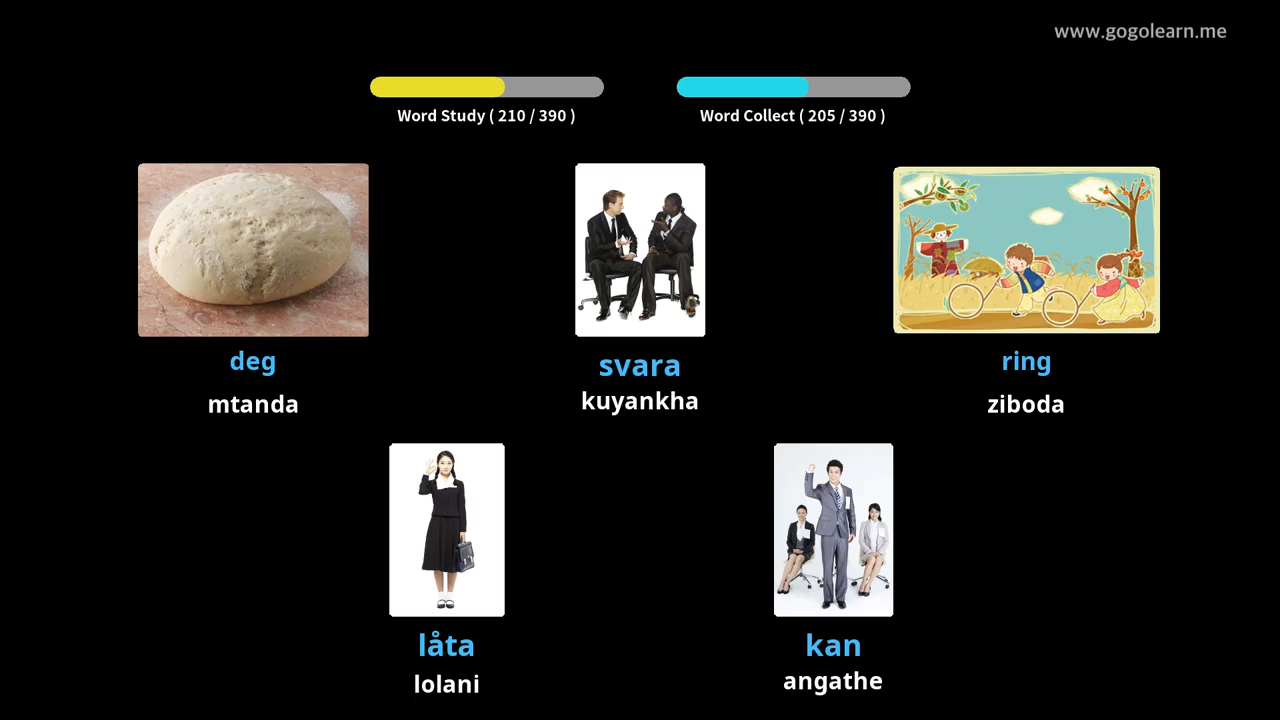 www.gogolearn.me
Word Study ( 210 / 390 )
Word Collect ( 205 / 390 )
deg
mtanda
svara
kuyankha
ring
ziboda
låta
lolani
kan
angathe